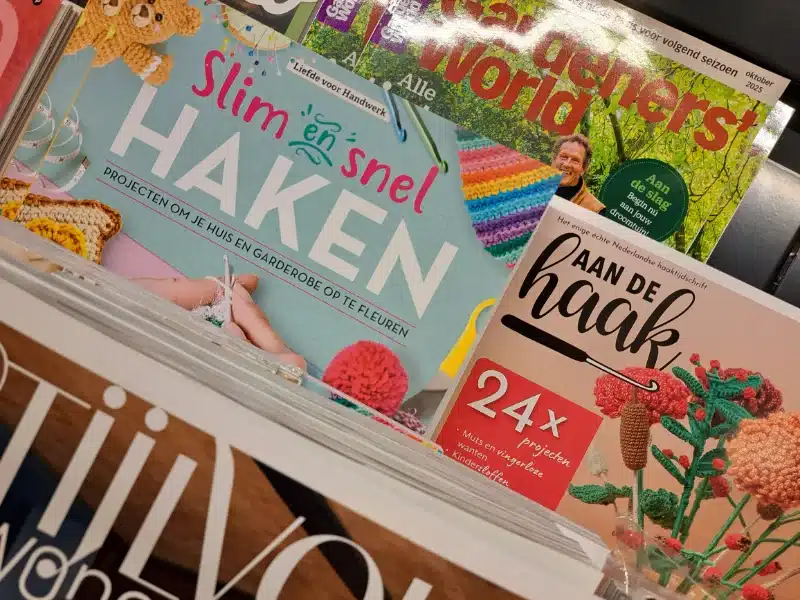 Liefde voor Handwerk
Slim en snel
HAKEN
PROJECTEN OM JE HUIS EN GARDEROBE OP TE FLEUREN
voor volgend seizoen
oktober
2025
Gardeners'
World
Alle
Aan
de slag
Begin nu
aan jouw
droomtuin!
Het enige echte Nederlandse haaktijdschrift
AAN DE
haak
24x
projecten
• Muis en vingerloze
wanten
• Kinderstoffen